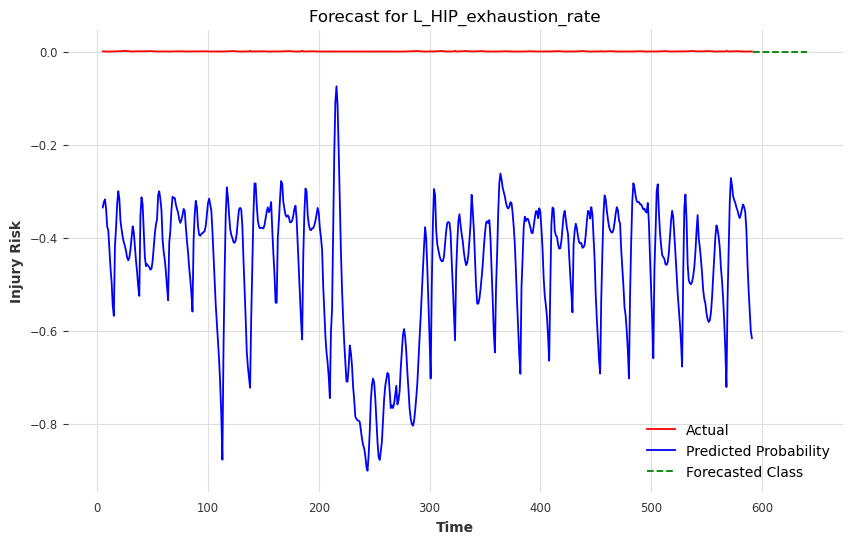 Forecast for L_HIP_exhaustion_rate
0.0
−0.2
−0.4
−0.6
−0.8
Injury Risk
0
100
200
300
400
500
600
Time
Actual
Predicted Probability
Forecasted Class